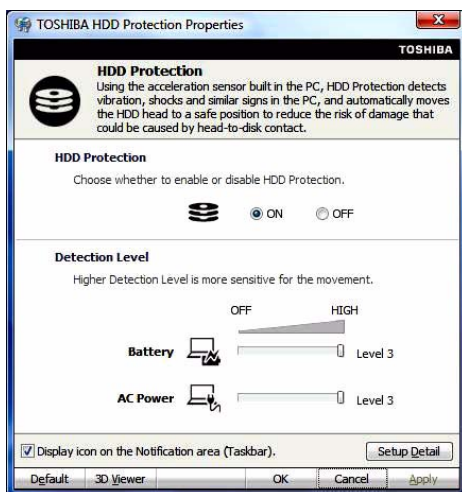 TOSHIBA HDD Protection Properties
TOSHIBA
HDD Protection
Using the acceleration sensor built in the PC, HDD Protection detects
vibration, shocks and similar signs in the PC, and automatically moves
the HDD head to a safe position to reduce the risk of damage that
could be caused by head-to-disk contact.
HDD Protection
Choose whether to enable or disable HDD Protection.
ON OFF
Detection Level
Higher Detection Level is more sensitive for the movement.
OFF HIGH
Battery Level 3
AC Power Level 3
Display icon on the Notification area (Taskbar). Setup Detail
Default 3D Viewer OK Cancel Apply